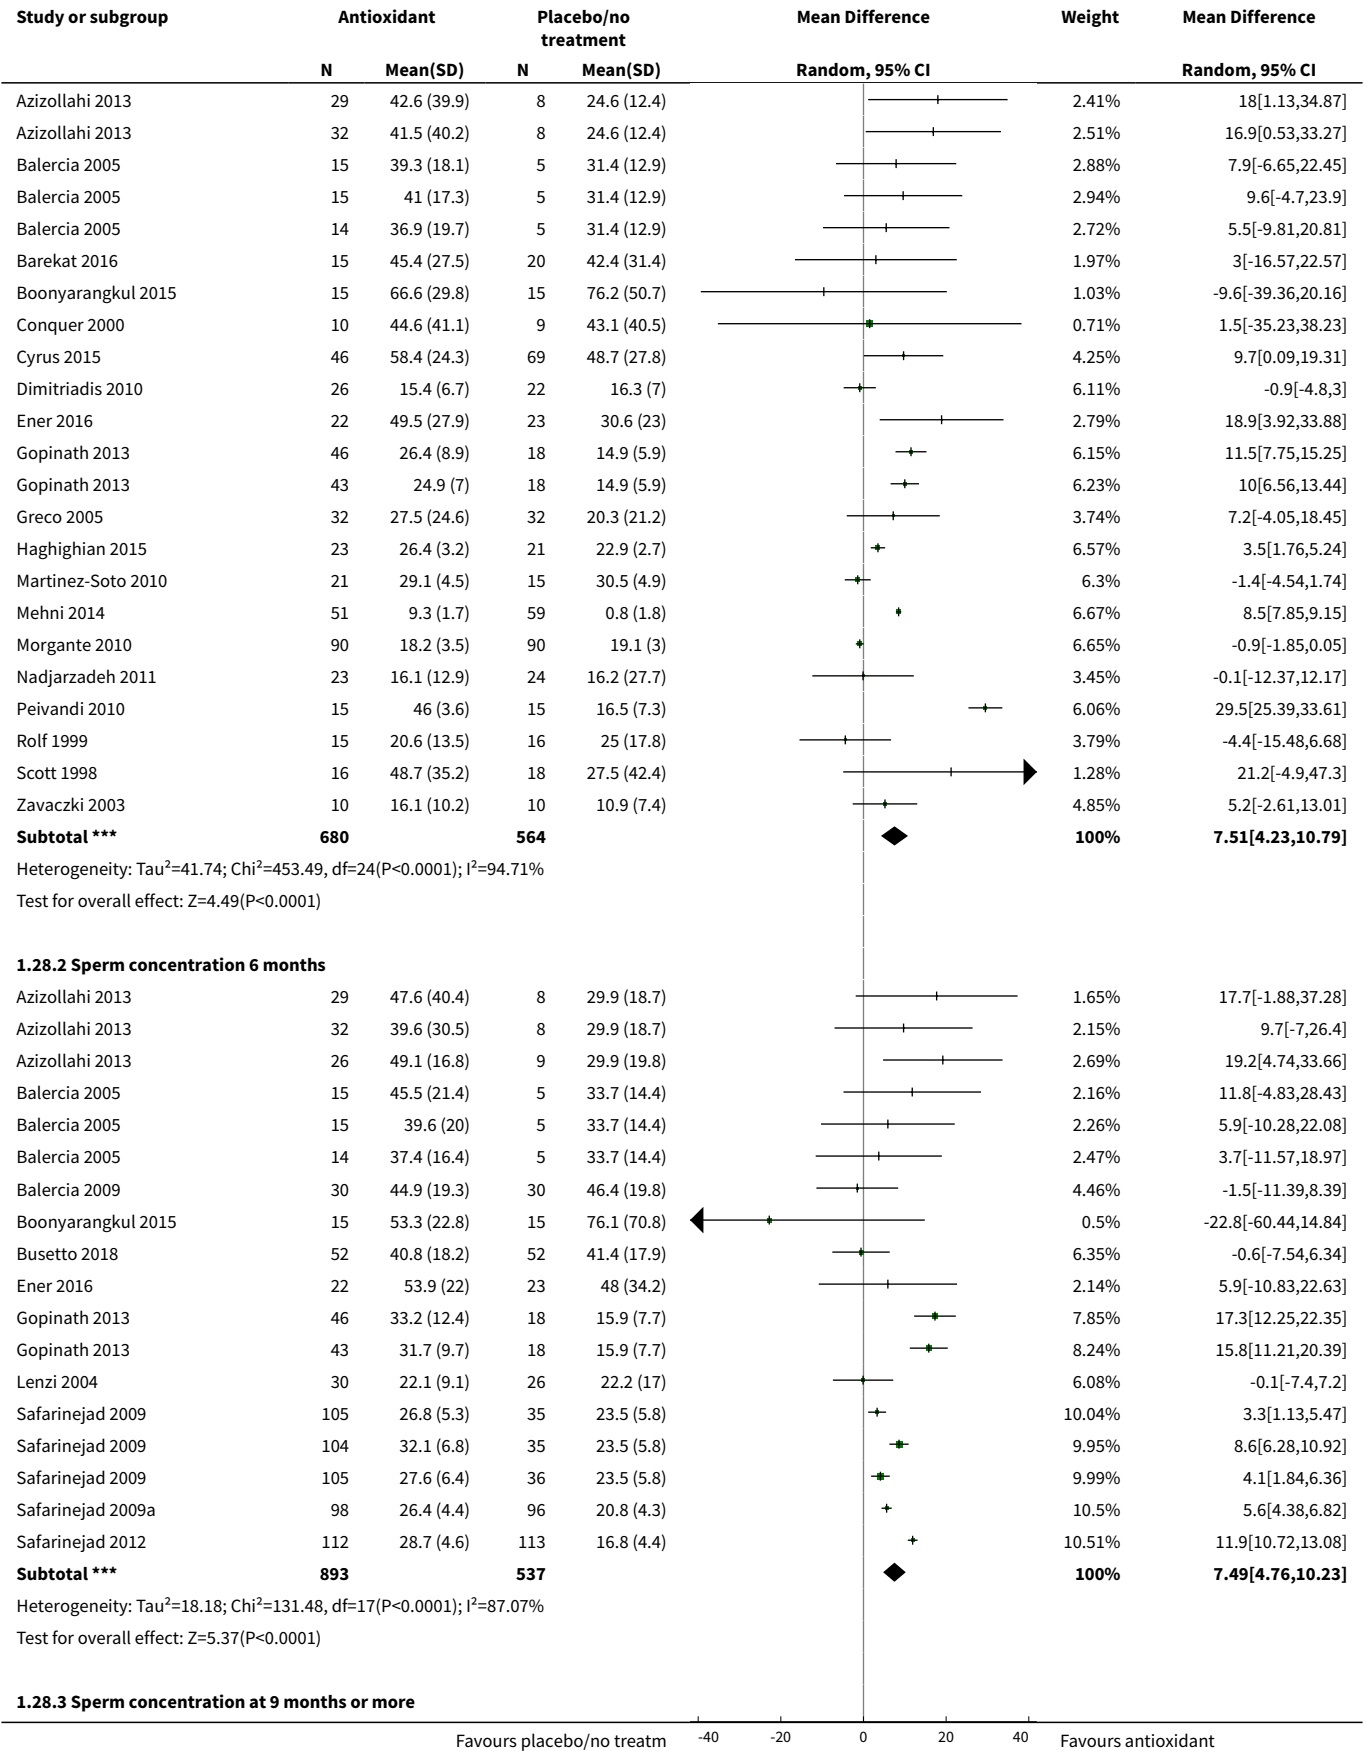 Study or subgroup Antioxidant Placebo/no treatment Mean Difference Weight Mean Difference
N Mean(SD) N Mean(SD) Random, 95% CI Random, 95% CI
Azizollahi 2013 29 42.6 (39.9) 8 24.6 (12.4) 2.41% 18[1.13,34.87]
Azizollahi 2013 32 41.5 (40.2) 8 24.6 (12.4) 2.51% 16.9[0.53,33.27]
Balercia 2005 15 39.3 (18.1) 5 31.4 (12.9) 2.88% 7.9[-6.65,22.45]
Balercia 2005 15 41 (17.3) 5 31.4 (12.9) 2.94% 9.6[-4.7,23.9]
Balercia 2005 14 36.9 (19.7) 5 31.4 (12.9) 2.72% 5.5[-9.81,20.81]
Barekat 2016 15 45.4 (27.5) 20 42.4 (31.4) 1.97% 3[-16.57,22.57]
Boonyarangkul 2015 15 66.6 (29.8) 15 76.2 (50.7) 1.03% -9.6[-39.36,20.16]
Conquer 2000 10 44.6 (41.1) 9 43.1 (40.5) 0.71% 1.5[-35.23,38.23]
Cyrus 2015 46 58.4 (24.3) 69 48.7 (27.8) 4.25% 9.7[0.09,19.31]
Dimitriadis 2010 26 15.4 (6.7) 22 16.3 (7) 6.11% -0.9[-4.8,3]
Ener 2016 22 49.5 (27.9) 23 30.6 (23) 2.79% 18.9[3.92,33.88]
Gopinath 2013 46 26.4 (8.9) 18 14.9 (5.9) 6.15% 11.5[7.75,15.25]
Gopinath 2013 43 24.9 (7) 18 14.9 (5.9) 6.23% 10[6.56,13.44]
Greco 2005 32 27.5 (24.6) 32 20.3 (21.2) 3.74% 7.2[-4.05,18.45]
Haghighian 2015 23 26.4 (3.2) 21 22.9 (2.7) 6.57% 3.5[1.76,5.24]
Martinez-Soto 2010 21 29.1 (4.5) 15 30.5 (4.9) 6.3% -1.4[-4.54,1.74]
Mehni 2014 51 9.3 (1.7) 59 0.8 (1.8) 6.67% 8.5[7.85,9.15]
Morgante 2010 90 18.2 (3.5) 90 19.1 (3) 6.65% -0.9[-1.85,0.05]
Nadjarzadeh 2011 23 16.1 (12.9) 24 16.2 (27.7) 3.45% -0.1[-12.37,12.17]
Peivandi 2010 15 46 (3.6) 15 16.5 (7.3) 6.06% 29.5[25.39,33.61]
Rolf 1999 15 20.6 (13.5) 16 25 (17.8) 3.79% -4.4[-15.48,6.68]
Scott 1998 16 48.7 (35.2) 18 27.5 (42.4) 1.28% 21.2[-4.9,47.3]
Zavaczki 2003 10 16.1 (10.2) 10 10.9 (7.4) 4.85% 5.2[-2.61,13.01]
Subtotal *** 680 564 100% 7.51[4.23,10.79]
Heterogeneity: Tau²=41.74; Chi²=453.49, df=24(P<0.0001); I²=94.71%
Test for overall effect: Z=4.49(P<0.0001)
1.28.2 Sperm concentration 6 months
Azizollahi 2013 29 47.6 (40.4) 8 29.9 (18.7) 1.65% 17.7[-1.88,37.28]
Azizollahi 2013 32 39.6 (30.5) 8 29.9 (18.7) 2.15% 9.7[-7,26.4]
Azizollahi 2013 26 49.1 (16.8) 9 29.9 (19.8) 2.69% 19.2[4.74,33.66]
Balercia 2005 15 45.5 (21.4) 5 33.7 (14.4) 2.16% 11.8[-4.83,28.43]
Balercia 2005 15 39.6 (20) 5 33.7 (14.4) 2.26% 5.9[-10.28,22.08]
Balercia 2005 14 37.4 (16.4) 5 33.7 (14.4) 2.47% 3.7[-11.57,18.97]
Balercia 2009 30 44.9 (19.3) 30 46.4 (19.8) 4.46% -1.5[-11.39,8.39]
Boonyarangkul 2015 15 53.3 (22.8) 15 76.1 (70.8) 0.5% -22.8[-60.44,14.84]
Busetto 2018 52 40.8 (18.2) 52 41.4 (17.9) 6.35% -0.6[-7.54,6.34]
Ener 2016 22 53.9 (22) 23 48 (34.2) 2.14% 5.9[-10.83,22.63]
Gopinath 2013 46 33.2 (12.4) 18 15.9 (7.7) 7.85% 17.3[12.25,22.35]
Gopinath 2013 43 31.7 (9.7) 18 15.9 (7.7) 8.24% 15.8[11.21,20.39]
Lenzi 2004 30 22.1 (9.1) 26 22.2 (17) 6.08% -0.1[-7.4,7.2]
Safarinejad 2009 105 26.8 (5.3) 35 23.5 (5.8) 10.04% 3.3[1.13,5.47]
Safarinejad 2009 104 32.1 (6.8) 35 23.5 (5.8) 9.95% 8.6[6.28,10.92]
Safarinejad 2009 105 27.6 (6.4) 36 23.5 (5.8) 9.99% 4.1[1.84,6.36]
Safarinejad 2009a 98 26.4 (4.4) 96 20.8 (4.3) 10.5% 5.6[4.38,6.82]
Safarinejad 2012 112 28.7 (4.6) 113 16.8 (4.4) 10.51% 11.9[10.72,13.08]
Subtotal *** 893 537 100% 7.49[4.76,10.23]
Heterogeneity: Tau²=18.18; Chi²=131.48, df=17(P<0.0001); I²=87.07%
Test for overall effect: Z=5.37(P<0.0001)
1.28.3 Sperm concentration at 9 months or more
Favours placebo/no treatm -40 -20 0 20 40 Favours antioxidant